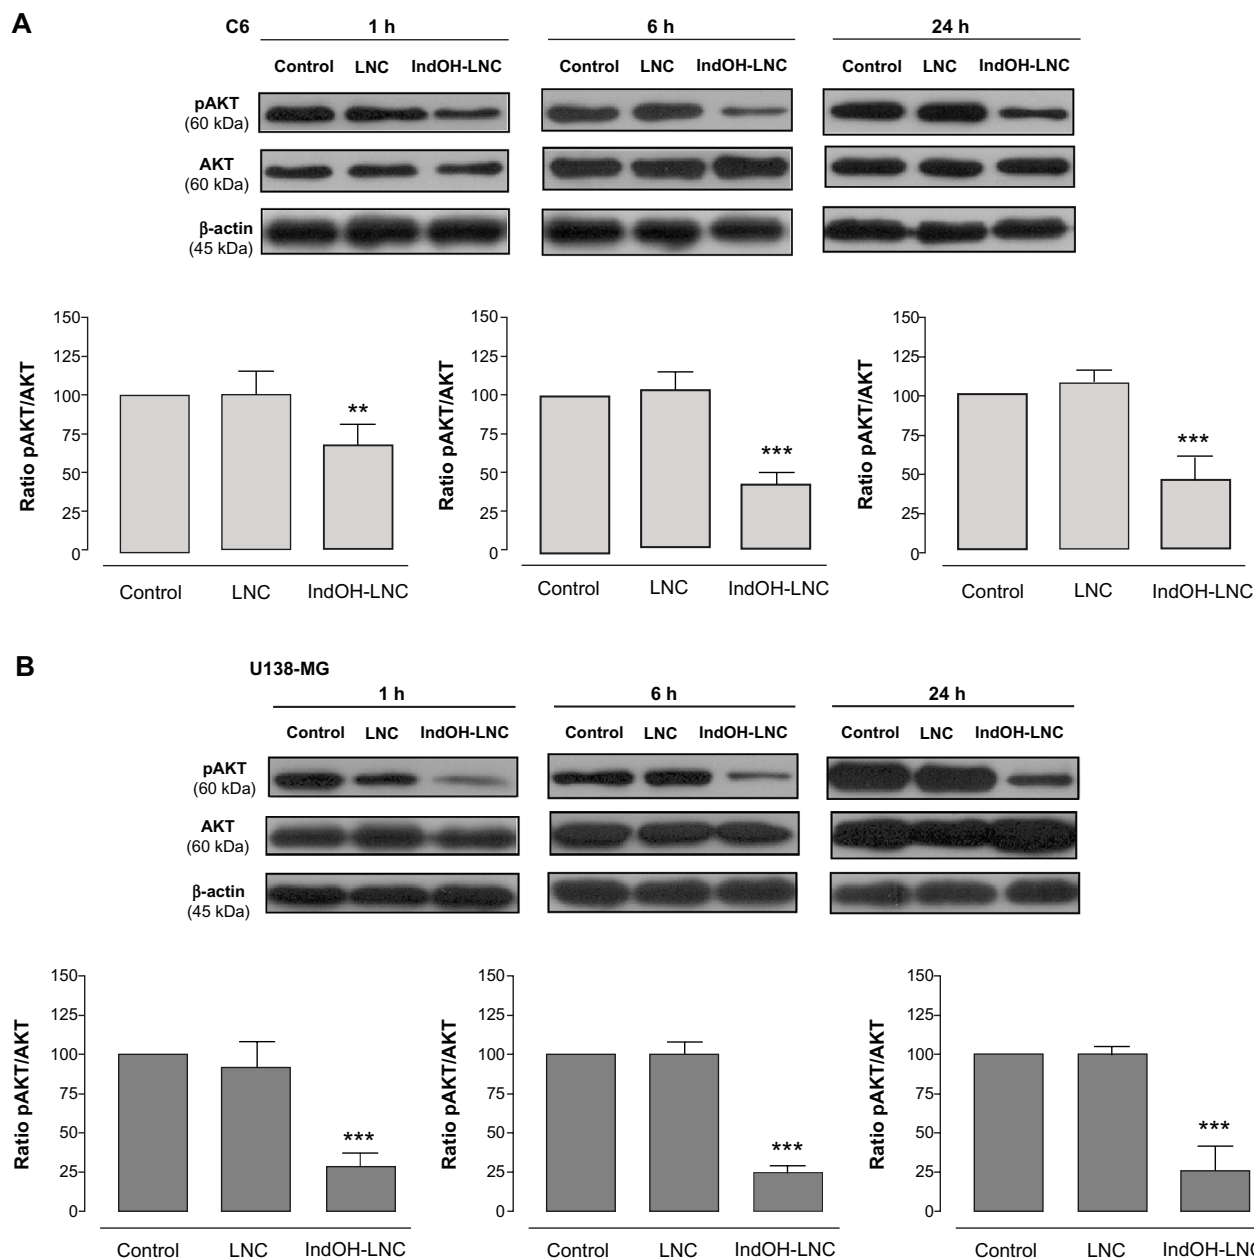 A
C6 1 h 6 h 24 h
Control LNC IndOH-LNC Control LNC IndOH-LNC Control LNC IndOH-LNC
pAKT
(60 kDa)
AKT
(60 kDa)
β-actin
(45 kDa)
Ratio pAKT/AKT
150
125
100
75
50
25
0
**
Control LNC IndOH-LNC
Ratio pAKT/AKT
150
125
100
75
50
25
0
***
Control LNC IndOH-LNC
Ratio pAKT/AKT
150
125
100
75
50
25
0
***
Control LNC IndOH-LNC
B
U138-MG
1 h 6 h 24 h
Control LNC IndOH-LNC Control LNC IndOH-LNC Control LNC IndOH-LNC
pAKT
(60 kDa)
AKT
(60 kDa)
β-actin
(45 kDa)
Ratio pAKT/AKT
150
125
100
75
50
25
0
***
Control LNC IndOH-LNC
Ratio pAKT/AKT
150
125
100
75
50
25
0
***
Control LNC IndOH-LNC
Ratio pAKT/AKT
150
125
100
75
50
25
0
***
Control LNC IndOH-LNC